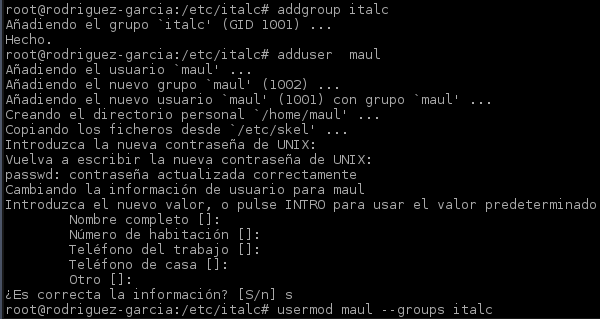 root@rodriguez-garcia:/etc/italc# addgroup italc
Añadiendo el grupo `italc' (GID 1001) ...
Hecho.
root@rodriguez-garcia:/etc/italc# adduser  maul
Añadiendo el usuario `maul' ...
Añadiendo el nuevo grupo `maul' (1002) ...
Añadiendo el nuevo usuario `maul' (1001) con grupo `maul' ...
Creando el directorio personal `/home/maul' ...
Copiando los ficheros desde `/etc/skel' ...
Introduzca la nueva contraseña de UNIX:
Vuelva a escribir la nueva contraseña de UNIX:
passwd: contraseña actualizada correctamente
Cambiando la información de usuario para maul
Introduzca el nuevo valor, o pulse INTRO para usar el valor predeterminado
        Nombre completo []:
        Número de habitación []:
        Teléfono del trabajo []:
        Teléfono de casa []:
        Otro []:
¿Es correcta la información? [S/n] s
root@rodriguez-garcia:/etc/italc# usermod maul --groups italc